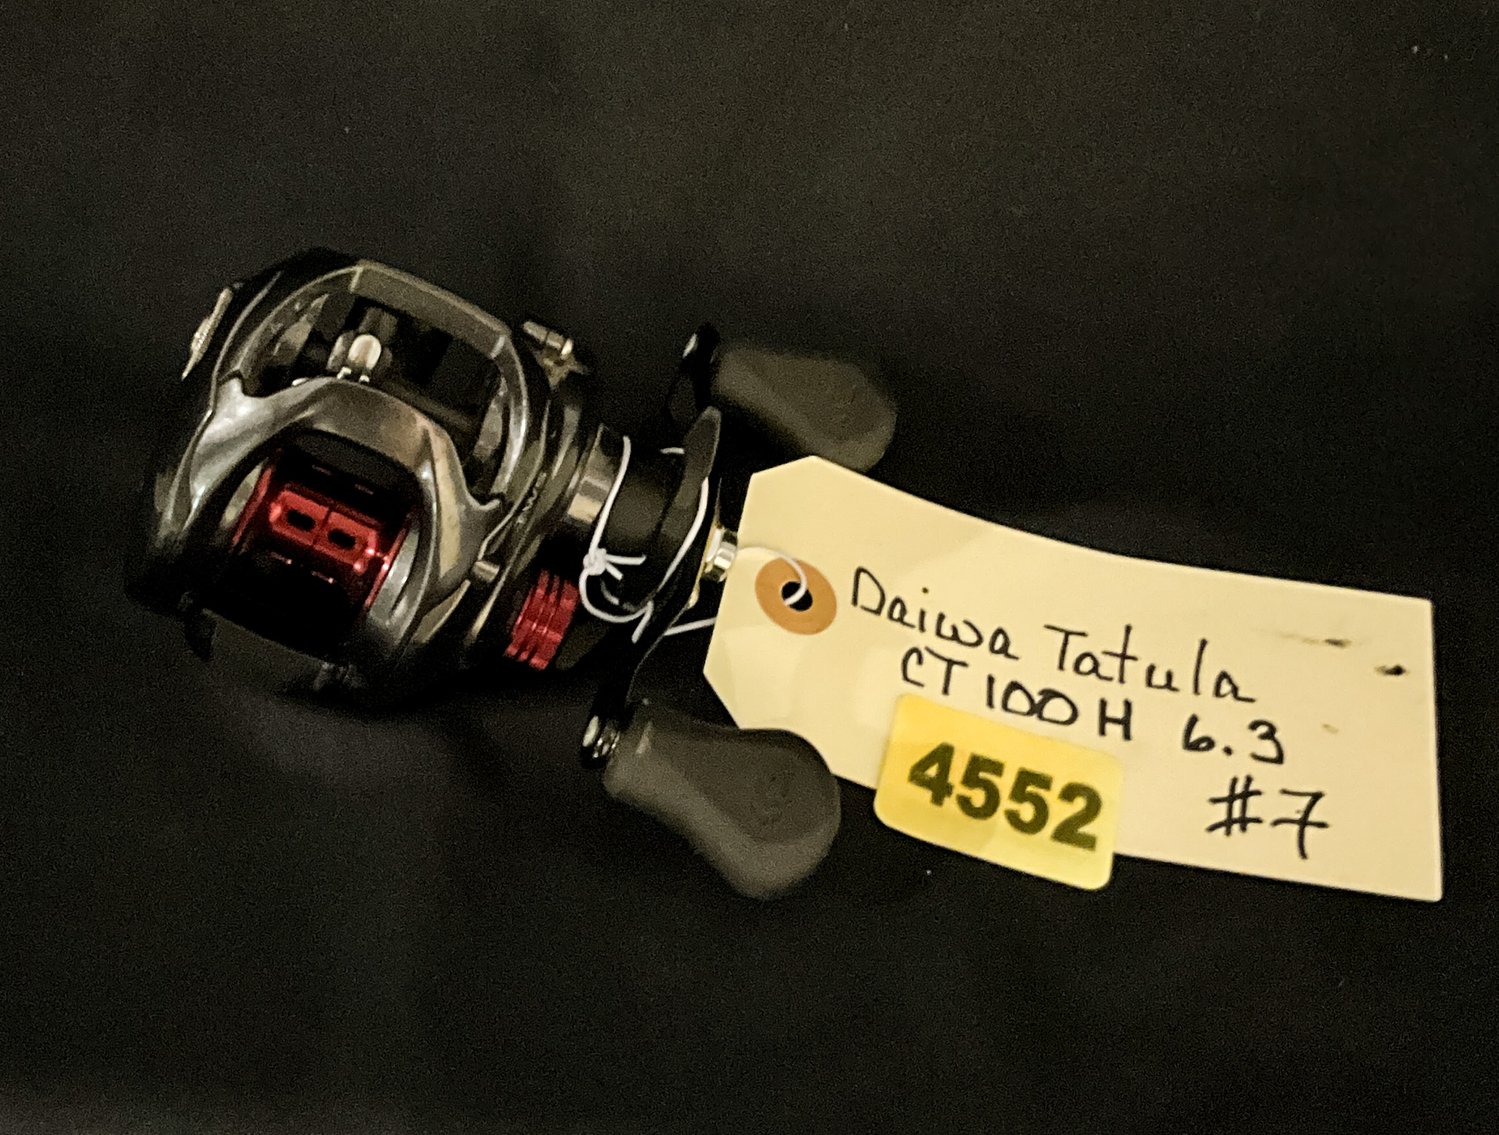 Daiwa Tatula
CT 100 H 6.3
4552
#7